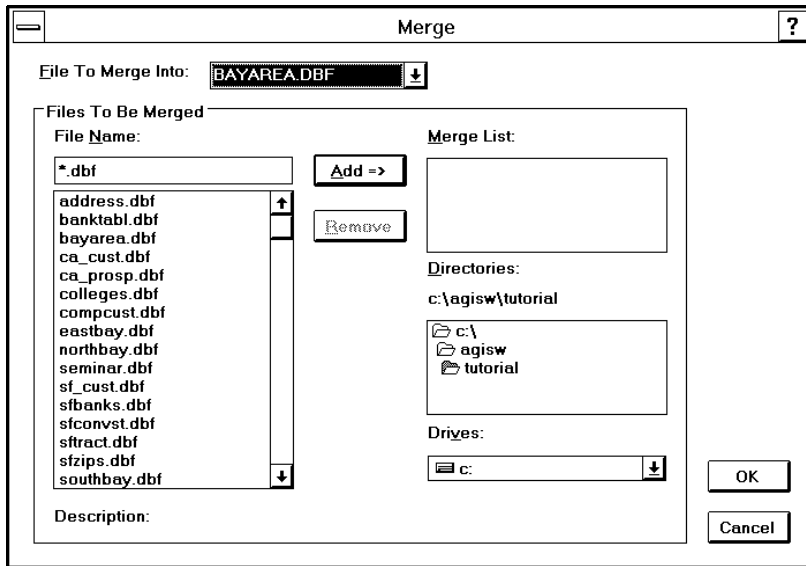 Merge
?
File To Merge Into: BAYAREA.DBF
Files To Be Merged
File Name:
*.dbf
address.dbf
banktabl.dbf
bayarea.dbf
ca_cust.dbf
ca_prosp.dbf
colleges.dbf
compcust.dbf
eastbay.dbf
northbay.dbf
seminar.dbf
sf_cust.dbf
sfbanks.dbf
sfconvst.dbf
sftract.dbf
sfzips.dbf
southbay.dbf
Description:
Add =>
Remove
Merge List:
Directories:
c:\agisw\tutorial
c:\
agisw
tutorial
Drives:
c:
OK
Cancel